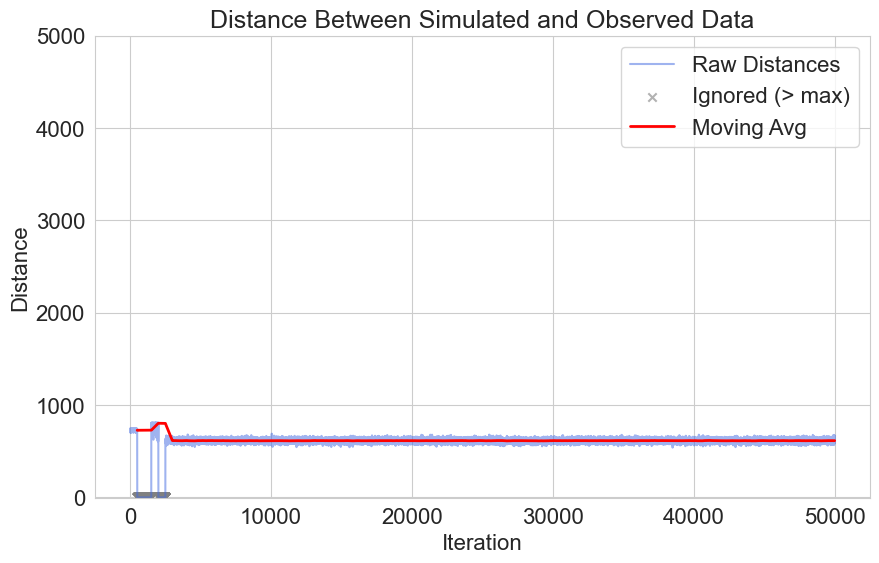 Distance Between Simulated and Observed Data
5000
4000
3000
2000
1000
0
Distance
Raw Distances
Ignored (> max)
Moving Avg
0
10000
20000
30000
40000
50000
Iteration